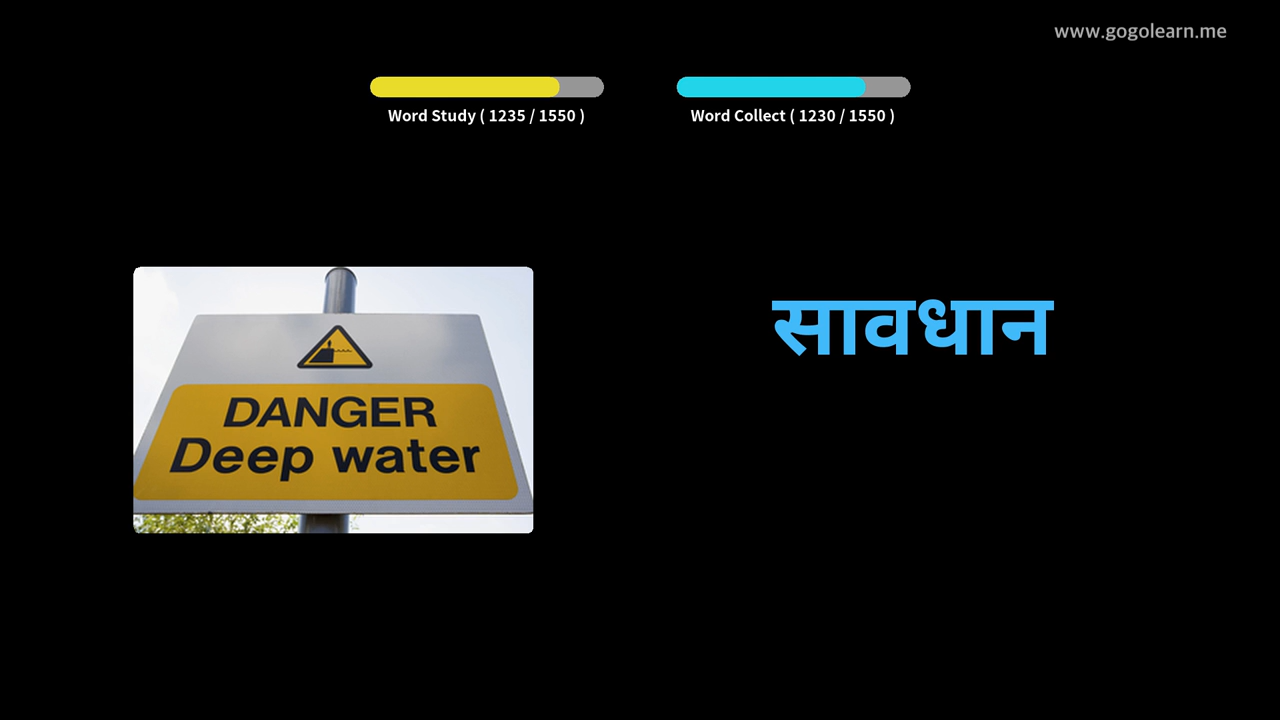 www.gogolearn.me
Word Study ( 1235 / 1550 )
Word Collect ( 1230 / 1550 )
DANGER
Deep water
सावधान